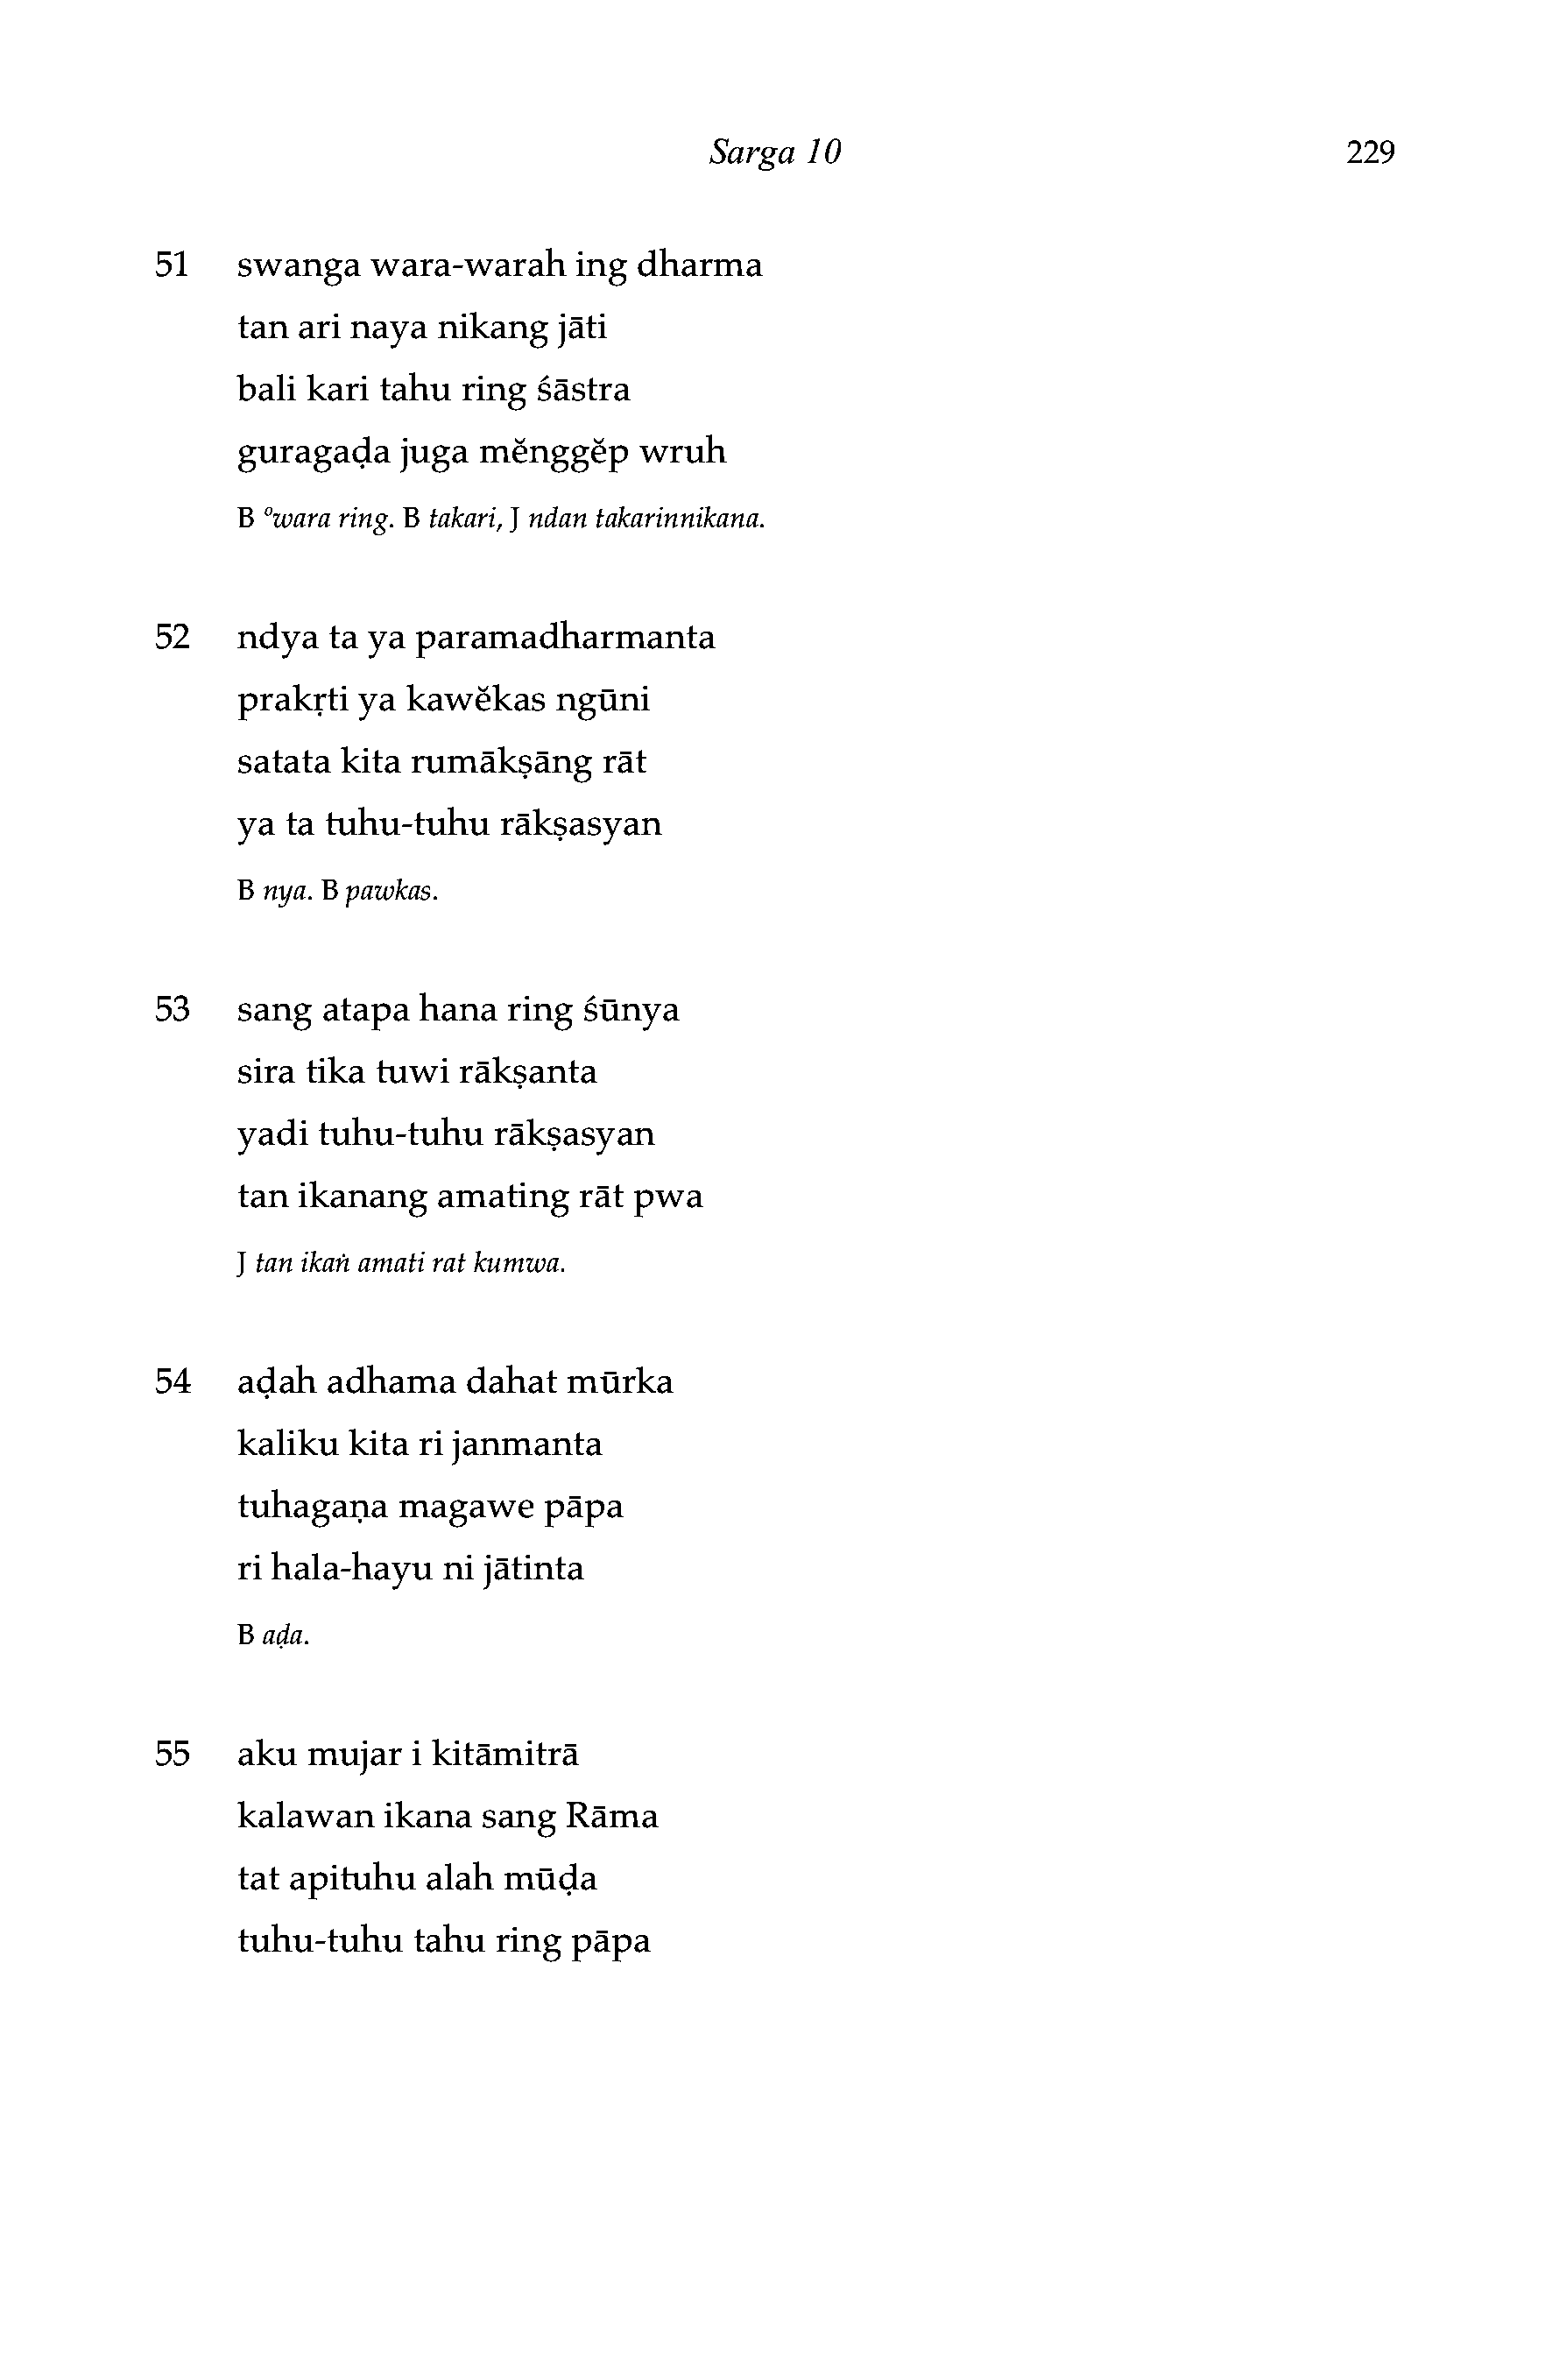 Sarga 10 229
51 swanga wara-warah ing dharma
tan ari naya nikang jāti
bali kari tahu ring śāstra
guragaḍa juga mĕnggĕp wruh
B °wara ring. B takari, J ndan takarinnikana.
52 ndya ta ya paramadharmanta
prakṛti ya kawĕkas ngūni
satata kita rumākṣāng rāt
ya ta tuhu-tuhu rākṣasyan
B nya. B pawkas.
53 sang atapa hana ring śūnya
sira tika tuwi rākṣanta
yadi tuhu-tuhu rākṣasyan
tan ikanang amating rāt pwa
J tan ikaṅ amati rat kumwa.
54 aḍah adhama dahat mūrka
kaliku kita ri janmanta
tuhagaṇa magawe pāpa
ri hala-hayu ni jātinta
B aḍa.
55 aku mujar i kitāmitrā
kalawan ikana sang Rāma
tat apituhu alah mūḍa
tuhu-tuhu tahu ring pāpa